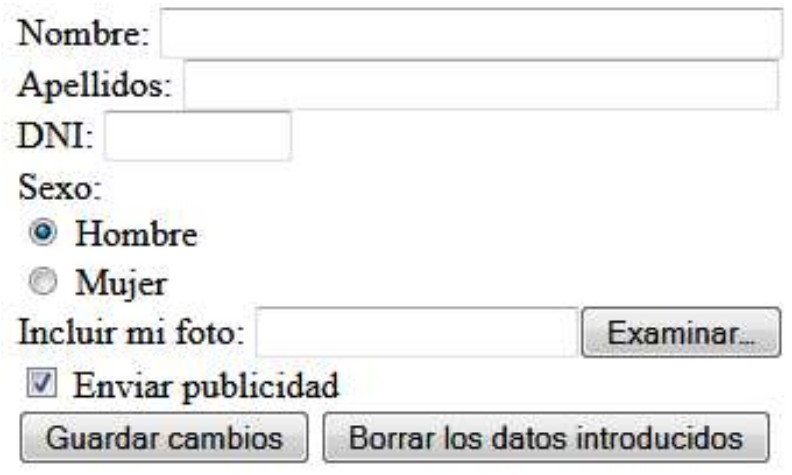 Nombre:
Apellidos:
DNI:
Sexo:
Hombre
Mujer
Incluir mi foto: Examinar...
Enviar publicidad
Guardar cambios Borrar los datos introducidos